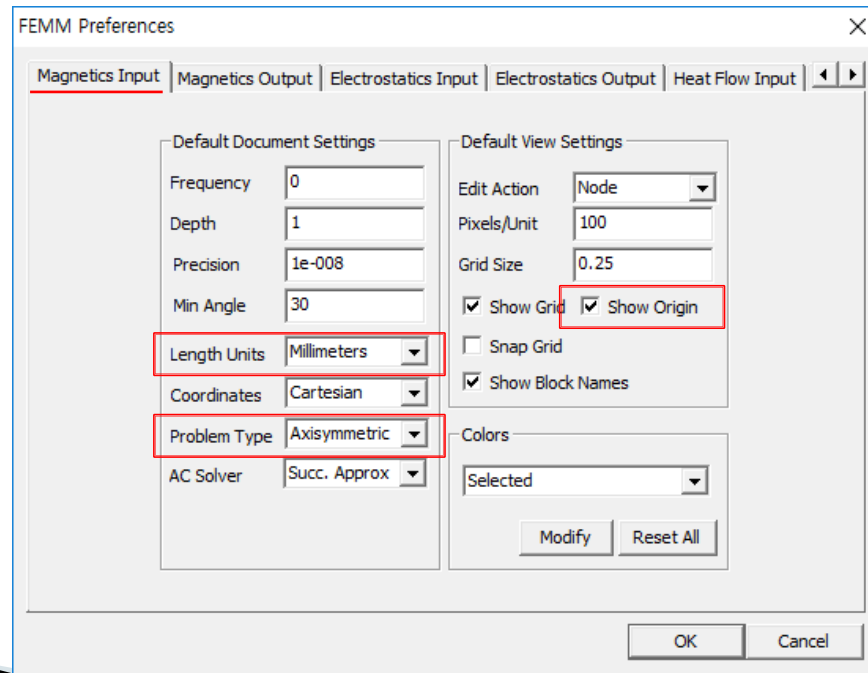 FEMM Preferences
Magnetics Input
Magnetics Output
Electrostatics Input
Electrostatics Output
Heat Flow Input
Default Document Settings
Frequency 0
Depth 1
Precision 1e-008
Min Angle 30
Length Units Millimeters
Coordinates Cartesian
Problem Type Axisymmetric
AC Solver Succ. Approx
Default View Settings
Edit Action Node
Pixels/Unit 100
Grid Size 0.25
Show Grid Show Origin
Snap Grid
Show Block Names
Colors
Selected
Modify Reset All
OK Cancel